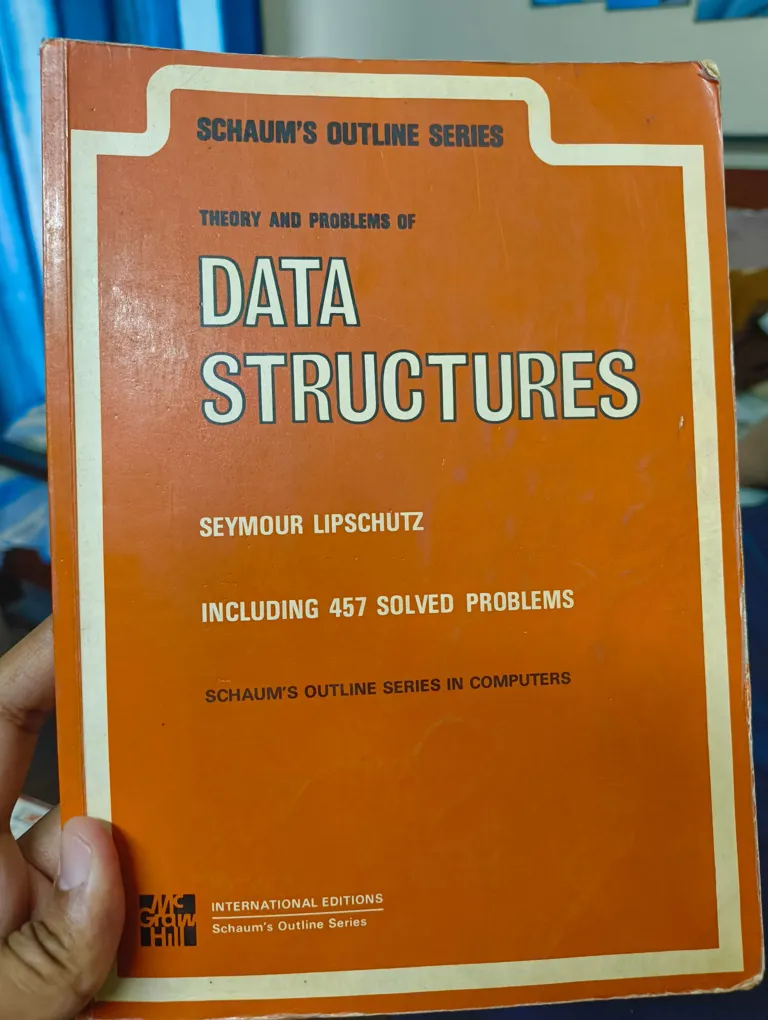 SCHAUM'S OUTLINE SERIES
THEORY AND PROBLEMS OF
DATA
STRUCTURES
SEYMOUR LIPSCHUTZ
INCLUDING 457 SOLVED PROBLEMS
SCHAUM'S OUTLINE SERIES IN COMPUTERS
Mc
Graw
Hill
INTERNATIONAL EDITIONS
Schaum's Outline Series